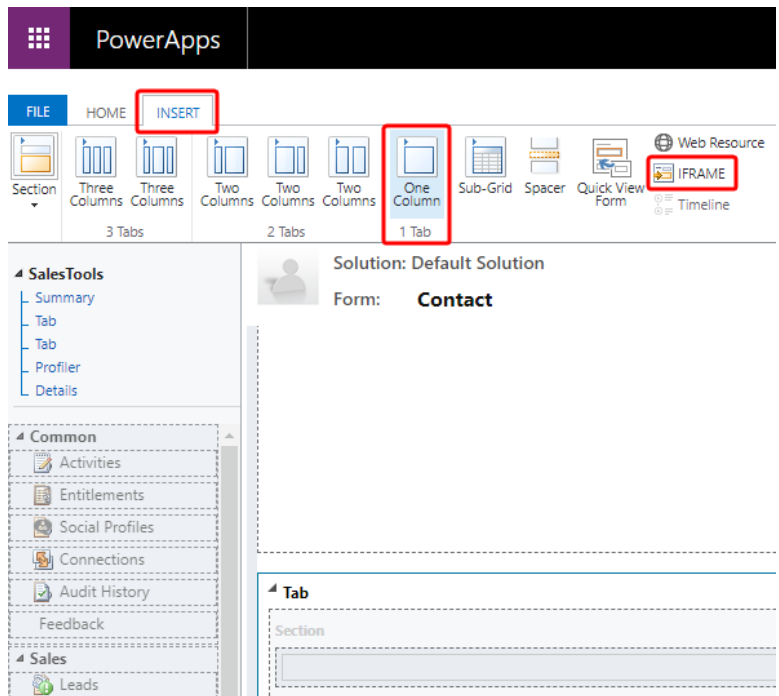 PowerApps
FILE HOME INSERT
Section
Three Columns
Three Columns
3 Tabs
Two Columns
Two Columns
Two Columns
2 Tabs
One Column
1 Tab
Sub-Grid
Spacer
Quick View Form
Web Resource
IFRAME
Timeline
SalesTools
Summary
Tab
Tab
Profiler
Details
Common
Activities
Entitlements
Social Profiles
Connections
Audit History
Feedback
Sales
Leads
Solution: Default Solution
Form: Contact
Tab
Section